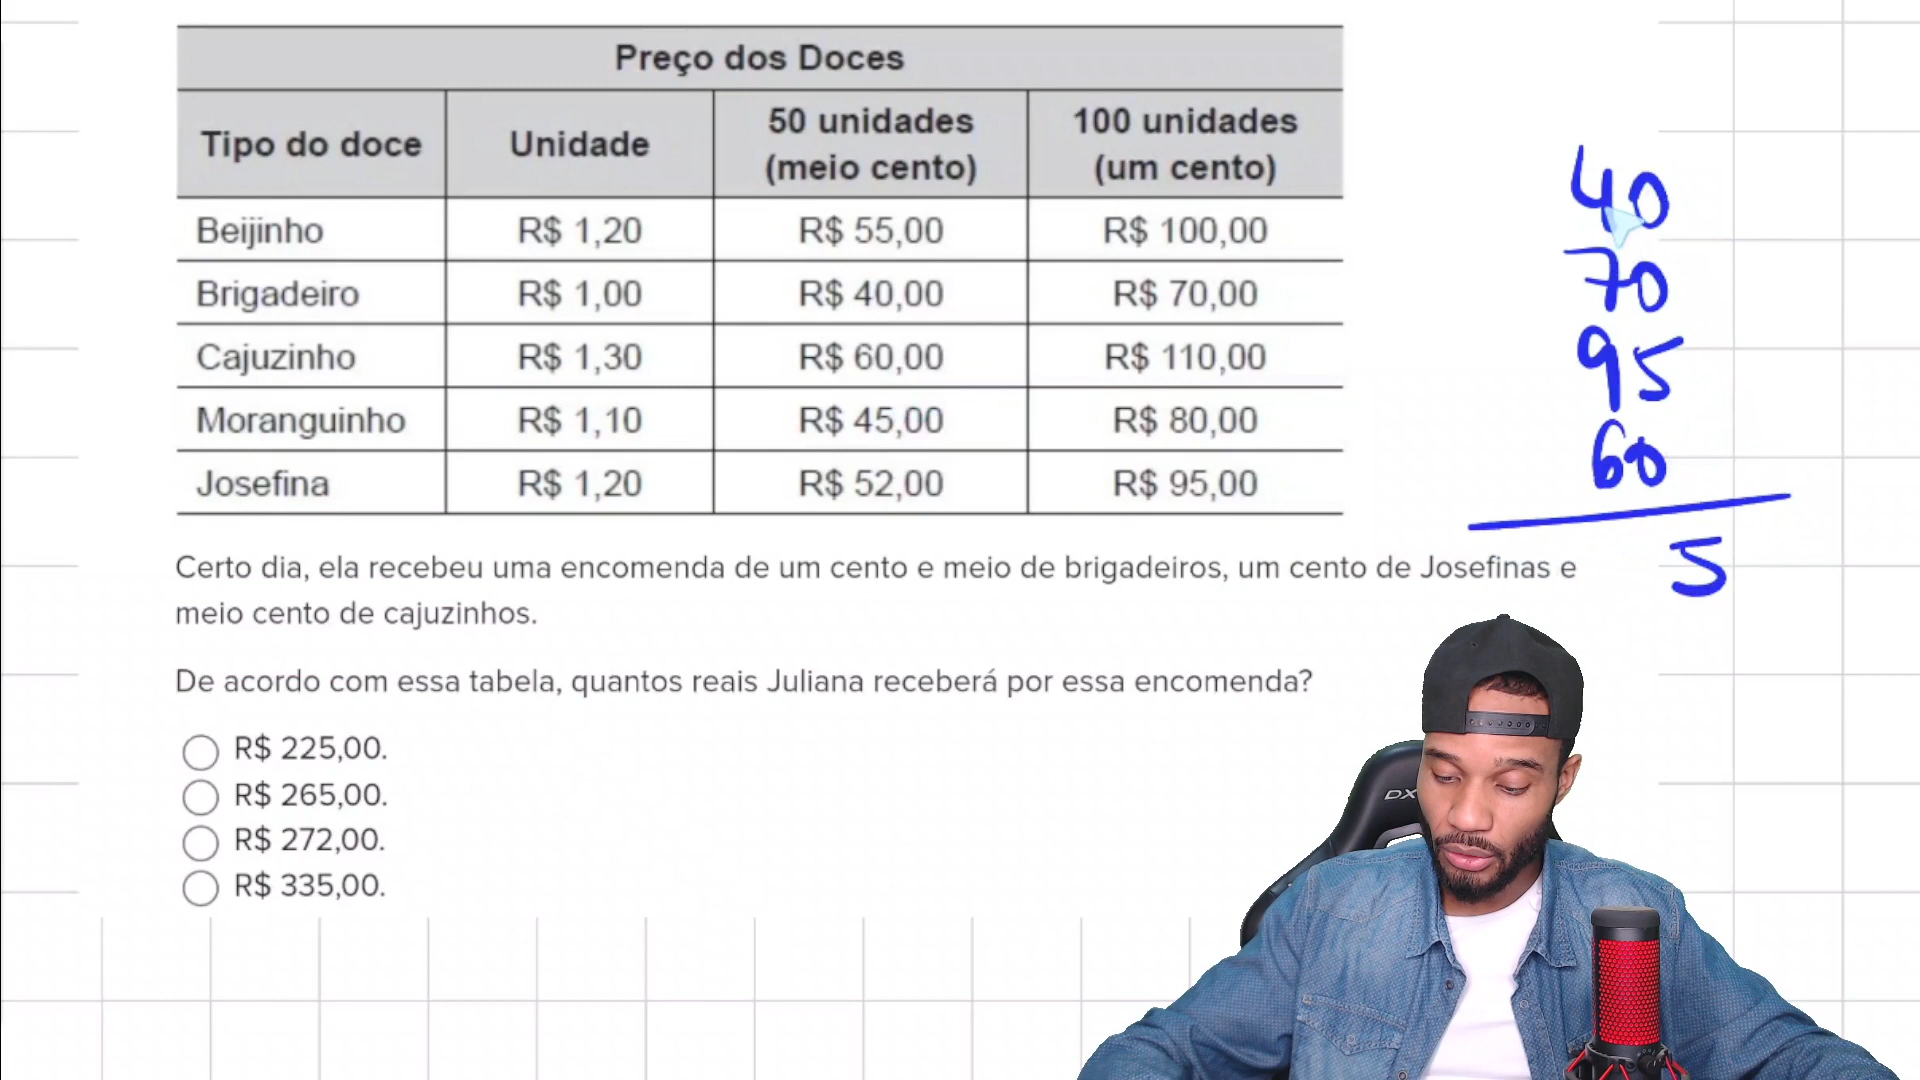 Preço dos Doces
Tipo do doce Unidade 50 unidades (meio cento) 100 unidades (um cento)
Beijinho R$ 1,20 R$ 55,00 R$ 100,00
Brigadeiro R$ 1,00 R$ 40,00 R$ 70,00
Cajuzinho R$ 1,30 R$ 60,00 R$ 110,00
Moranguinho R$ 1,10 R$ 45,00 R$ 80,00
Josefina R$ 1,20 R$ 52,00 R$ 95,00
40
70
95
60
5
Certo dia, ela recebeu uma encomenda de um cento e meio de brigadeiros, um cento de Josefinas e
meio cento de cajuzinhos.
De acordo com essa tabela, quantos reais Juliana receberá por essa encomenda?
R$ 225,00.
R$ 265,00.
R$ 272,00.
R$ 335,00.
DX